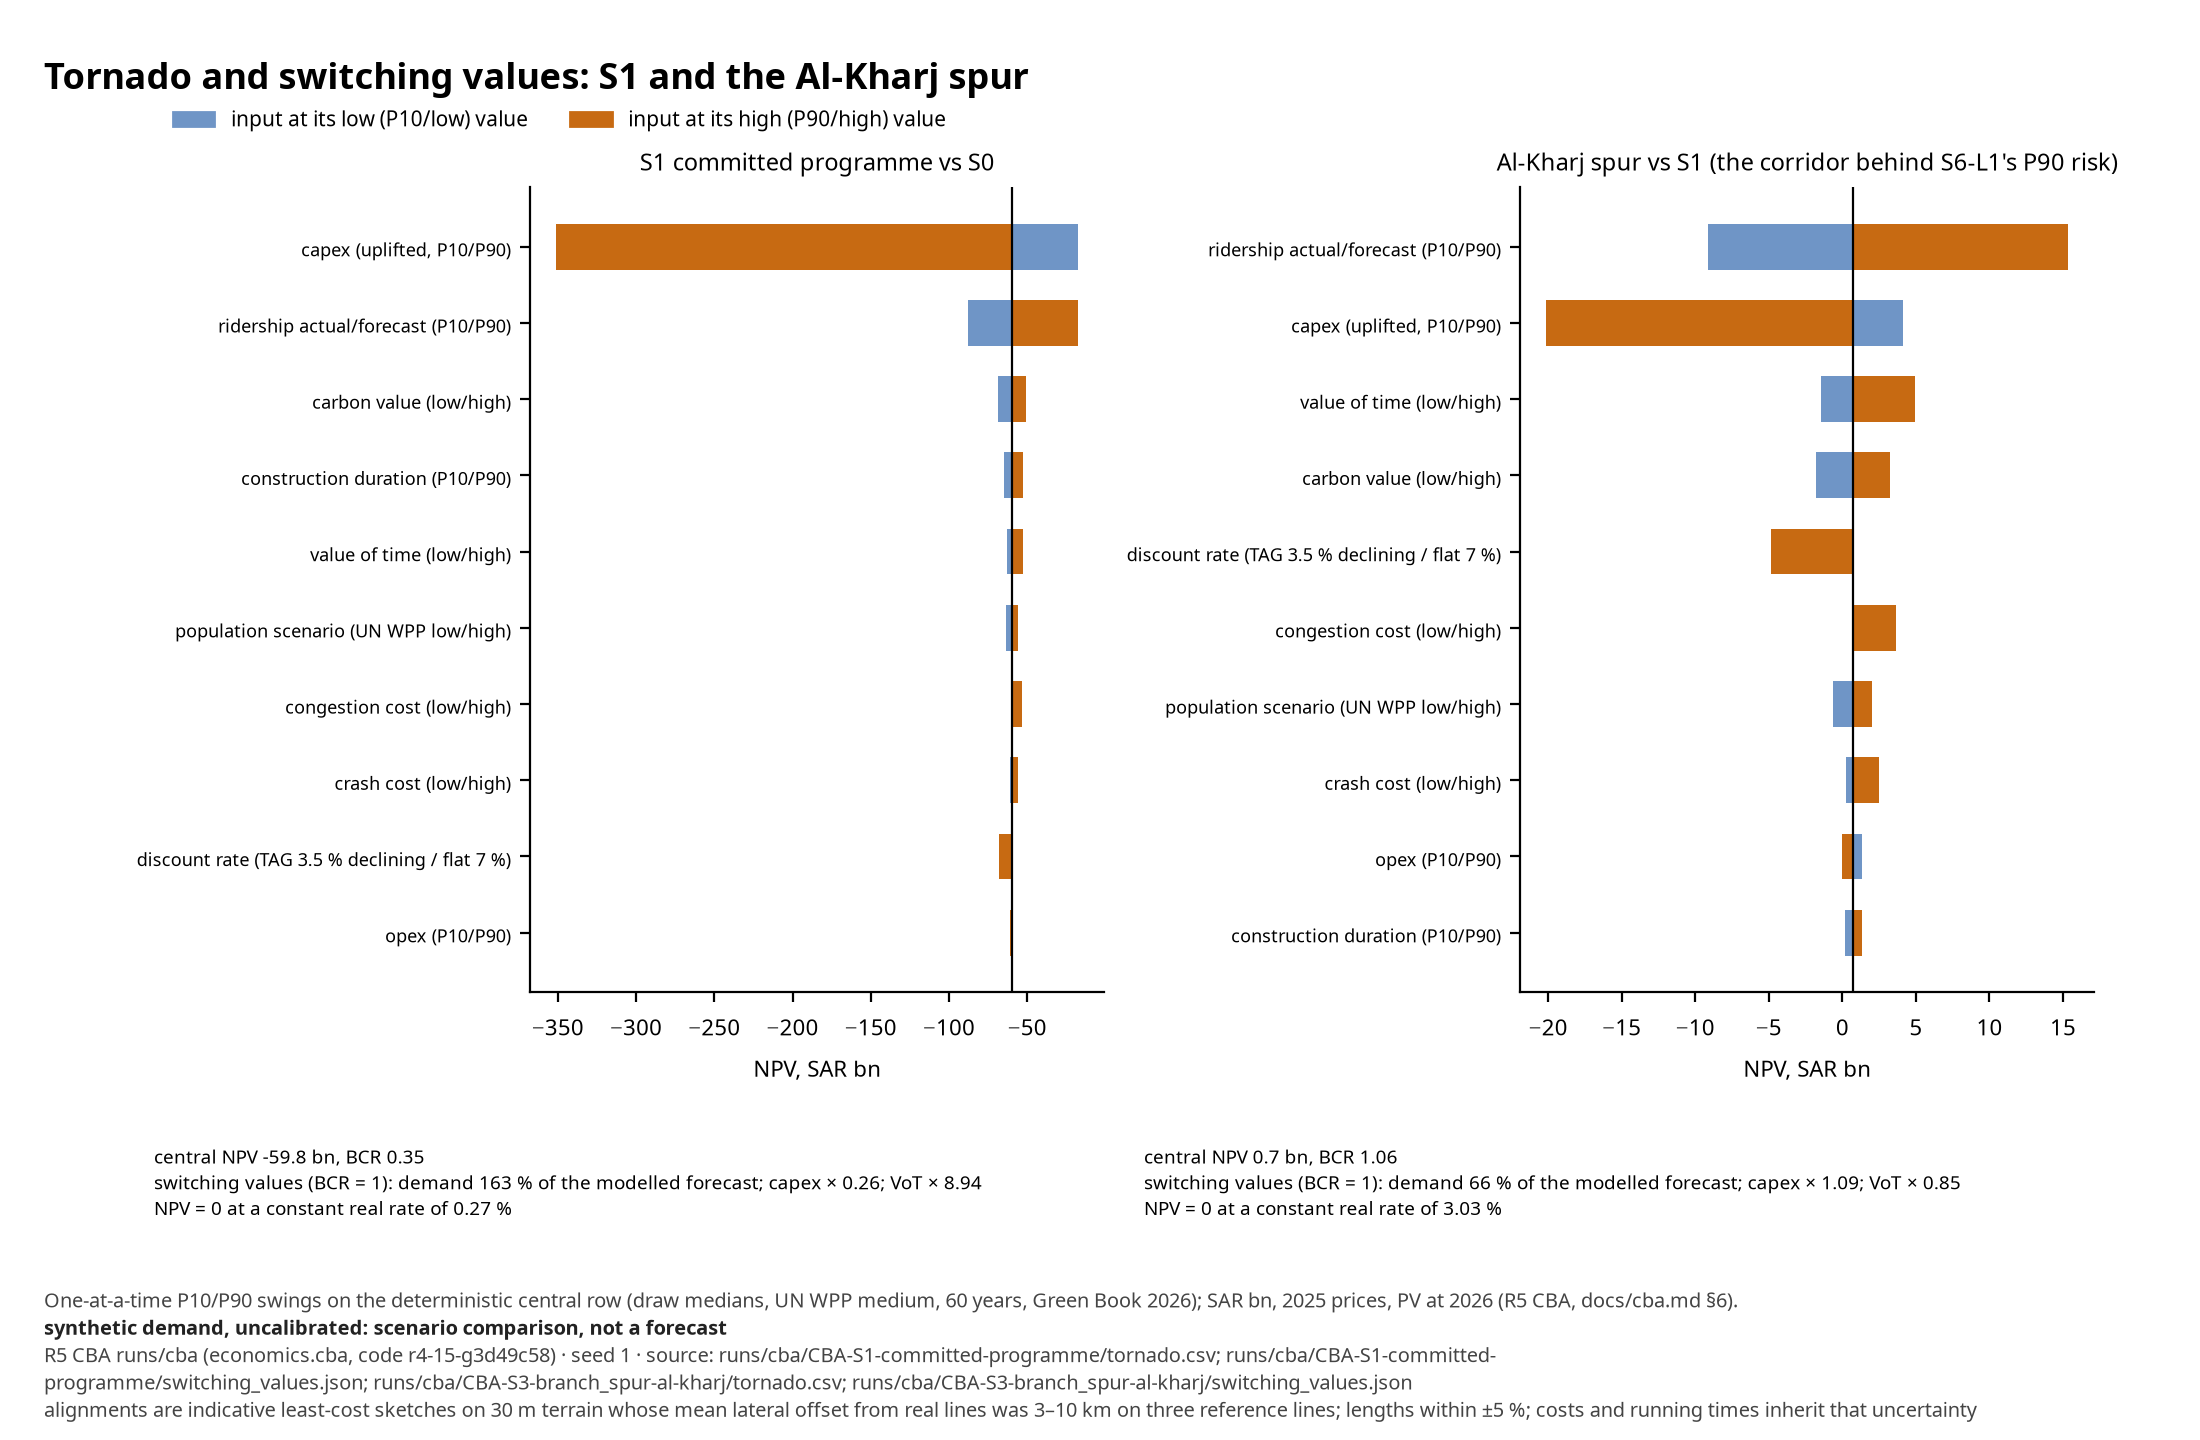 Tornado and switching values: S1 and the Al-Kharj spur
input at its low (P10/low) value
input at its high (P90/high) value
S1 committed programme vs S0
capex (uplifted, P10/P90)
ridership actual/forecast (P10/P90)
carbon value (low/high)
construction duration (P10/P90)
value of time (low/high)
population scenario (UN WPP low/high)
congestion cost (low/high)
crash cost (low/high)
discount rate (TAG 3.5 % declining / flat 7 %)
opex (P10/P90)
−350 −300 −250 −200 −150 −100 −50
NPV, SAR bn
Al-Kharj spur vs S1 (the corridor behind S6-L1's P90 risk)
ridership actual/forecast (P10/P90)
capex (uplifted, P10/P90)
value of time (low/high)
carbon value (low/high)
discount rate (TAG 3.5 % declining / flat 7 %)
congestion cost (low/high)
population scenario (UN WPP low/high)
crash cost (low/high)
opex (P10/P90)
construction duration (P10/P90)
−20 −15 −10 −5 0 5 10 15
NPV, SAR bn
central NPV -59.8 bn, BCR 0.35
switching values (BCR = 1): demand 163 % of the modelled forecast; capex × 0.26; VoT × 8.94
NPV = 0 at a constant real rate of 0.27 %
central NPV 0.7 bn, BCR 1.06
switching values (BCR = 1): demand 66 % of the modelled forecast; capex × 1.09; VoT × 0.85
NPV = 0 at a constant real rate of 3.03 %
One-at-a-time P10/P90 swings on the deterministic central row (draw medians, UN WPP medium, 60 years, Green Book 2026); SAR bn, 2025 prices, PV at 2026 (R5 CBA, docs/cba.md §6).
synthetic demand, uncalibrated: scenario comparison, not a forecast
R5 CBA runs/cba (economics.cba, code r4-15-g3d49c58) · seed 1 · source: runs/cba/CBA-S1-committed-programme/tornado.csv; runs/cba/CBA-S1-committed-
programme/switching_values.json; runs/cba/CBA-S3-branch_spur-al-kharj/tornado.csv; runs/cba/CBA-S3-branch_spur-al-kharj/switching_values.json
alignments are indicative least-cost sketches on 30 m terrain whose mean lateral offset from real lines was 3–10 km on three reference lines; lengths within ±5 %; costs and running times inherit that uncertainty